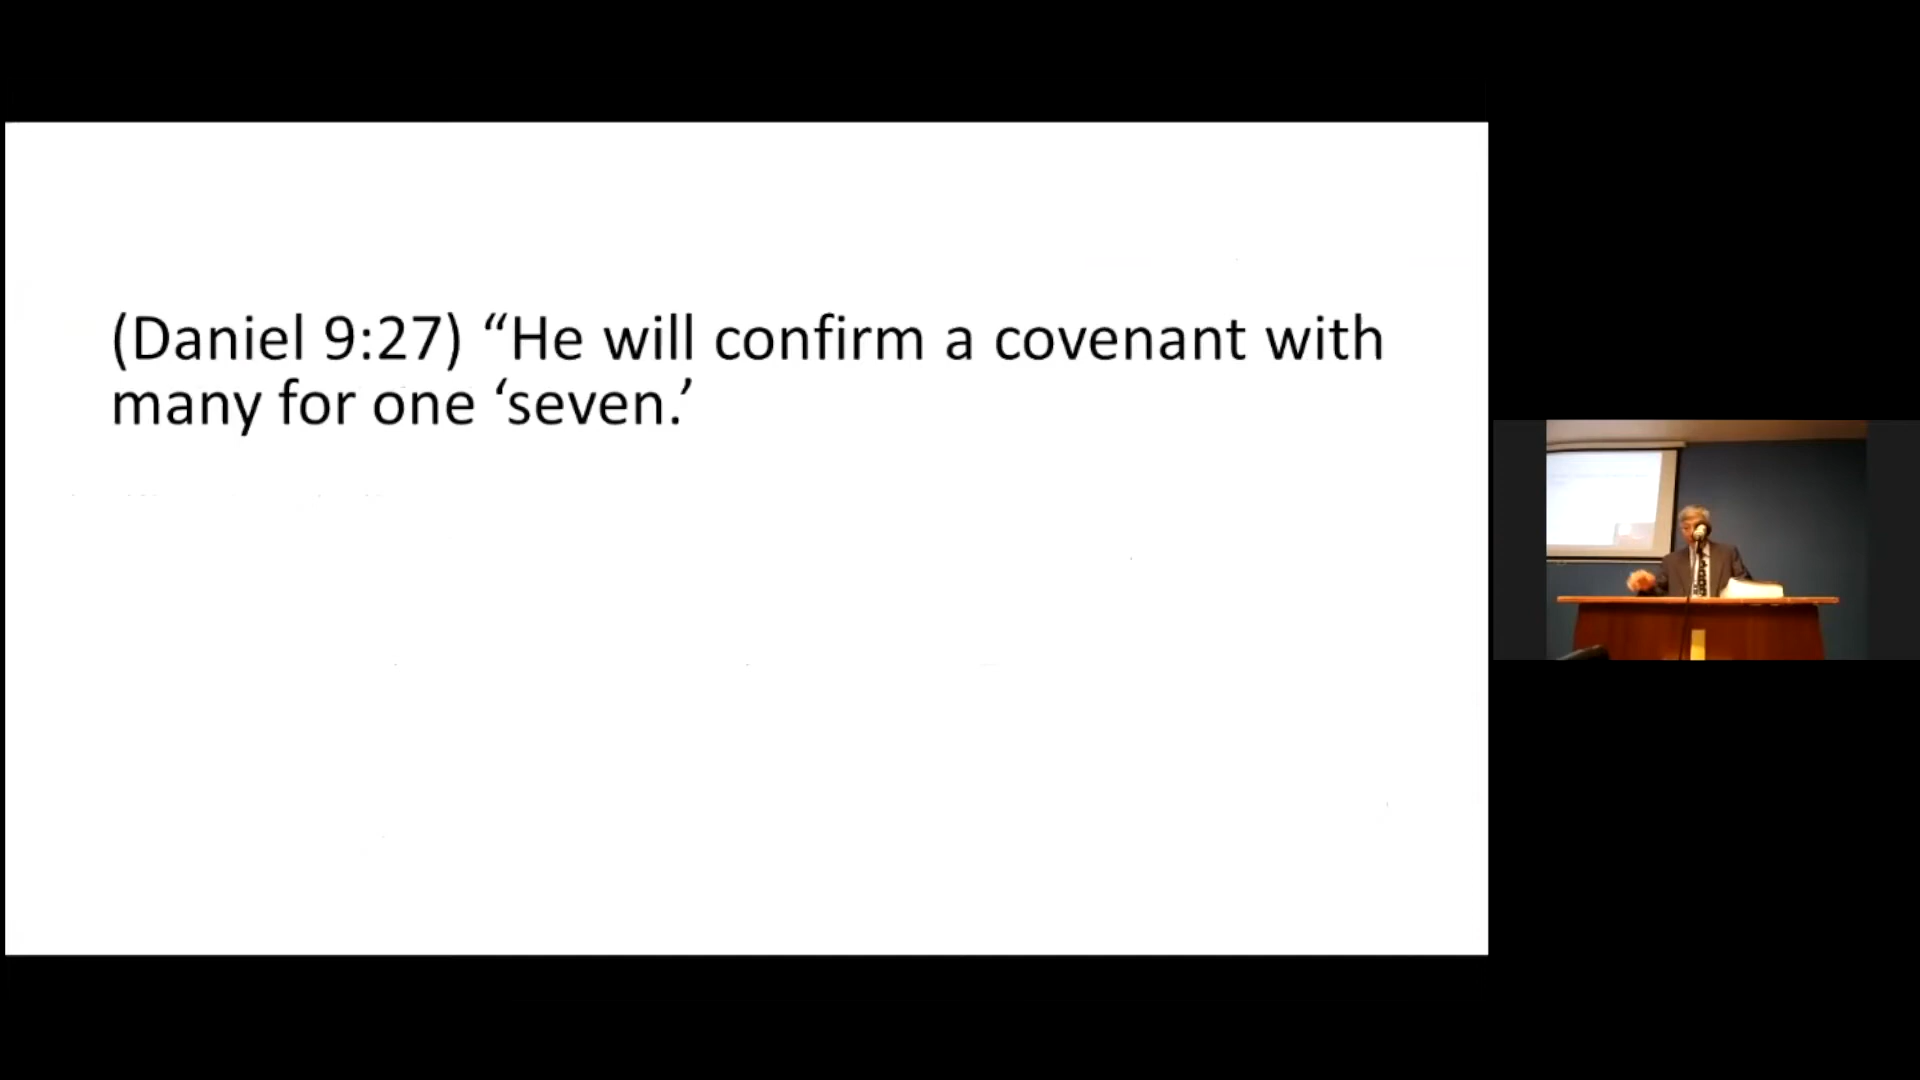 (Daniel 9:27) “He will confirm a covenant with
many for one ‘seven.’